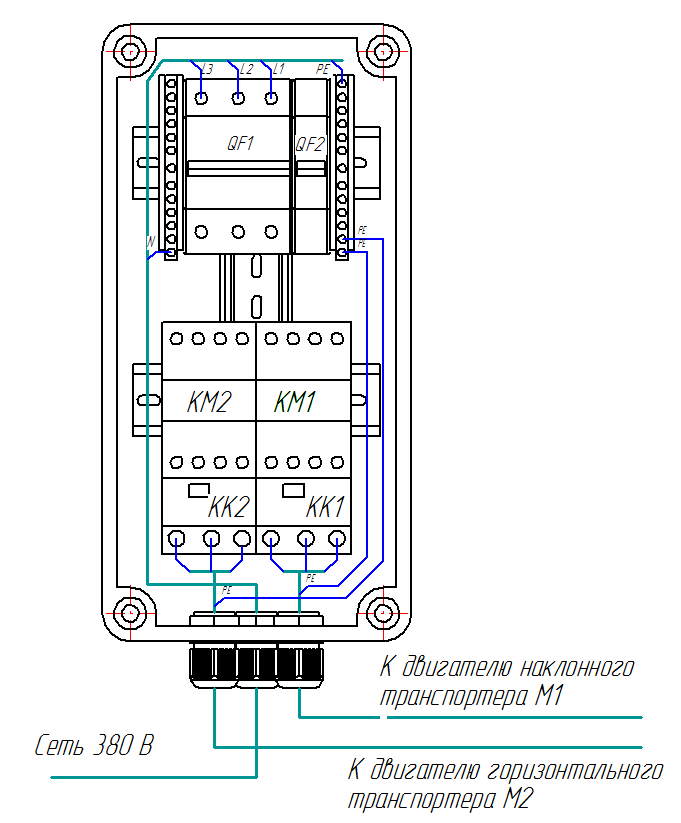 L3 L2 L1 PE
QF1 QF2
N
PE
PE
KM2 KM1
KK2 KK1
PE
PE
К двигателю наклонного
транспортера М1
Сеть 380 В
К двигателю горизонтального
транспортера М2